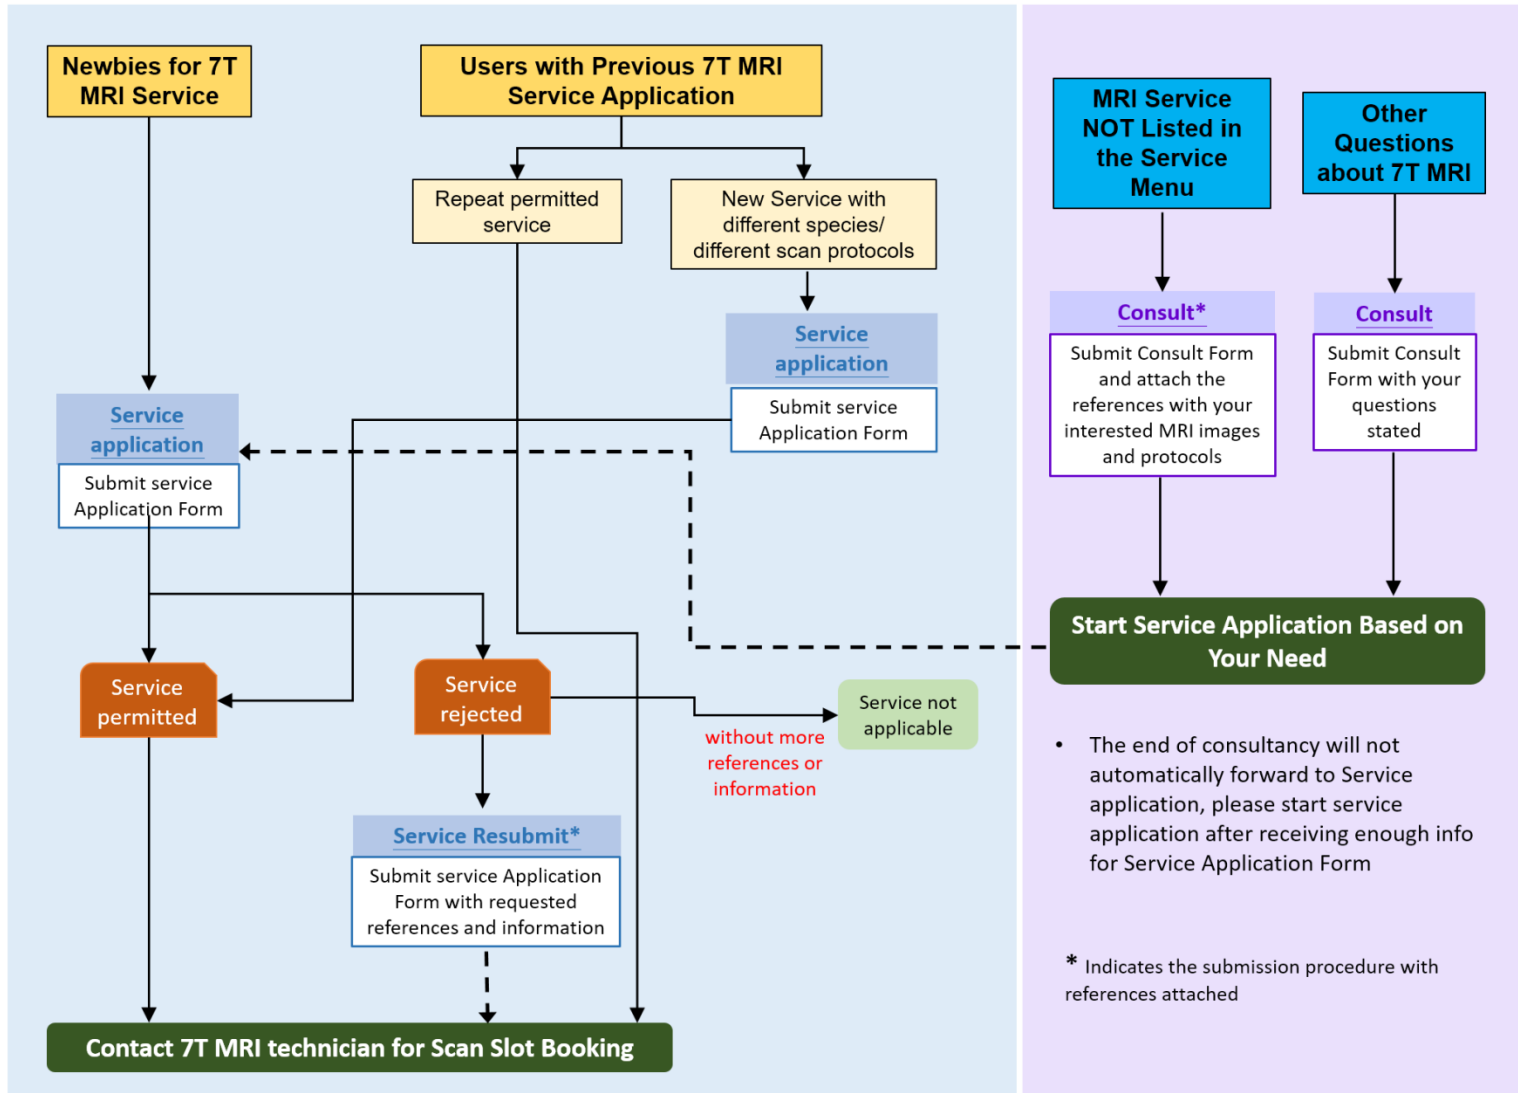 Newbies for 7T
MRI Service
Users with Previous 7T MRI
Service Application
Repeat permitted
service
New Service with
different species/
different scan protocols
Service
application
Submit service
Application Form
Service
application
Submit service
Application Form
Service
permitted
Service
rejected
without more
references or
information
Service not
applicable
Service Resubmit*
Submit service Application
Form with requested
references and information
Contact 7T MRI technician for Scan Slot Booking
MRI Service
NOT Listed in
the Service
Menu
Other
Questions
about 7T MRI
Consult*
Submit Consult Form
and attach the
references with your
interested MRI images
and protocols
Consult
Submit Consult
Form with your
questions
stated
Start Service Application Based on
Your Need
• The end of consultancy will not
automatically forward to Service
application, please start service
application after receiving enough info
for Service Application Form
* Indicates the submission procedure with
references attached